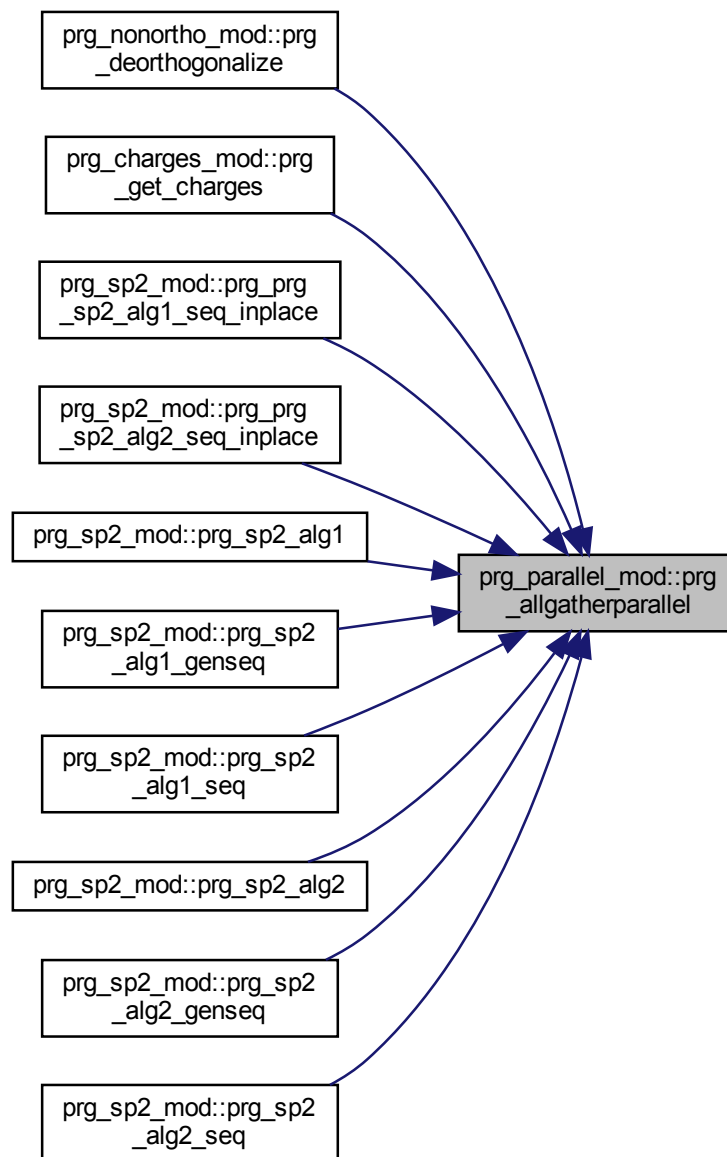 prg_nonortho_mod::prg
_deorthogonalize
prg_charges_mod::prg
_get_charges
prg_sp2_mod::prg_prg
_sp2_alg1_seq_inplace
prg_sp2_mod::prg_prg
_sp2_alg2_seq_inplace
prg_sp2_mod::prg_sp2_alg1
prg_parallel_mod::prg
_allgatherparallel
prg_sp2_mod::prg_sp2
_alg1_genseq
prg_sp2_mod::prg_sp2
_alg1_seq
prg_sp2_mod::prg_sp2_alg2
prg_sp2_mod::prg_sp2
_alg2_genseq
prg_sp2_mod::prg_sp2
_alg2_seq